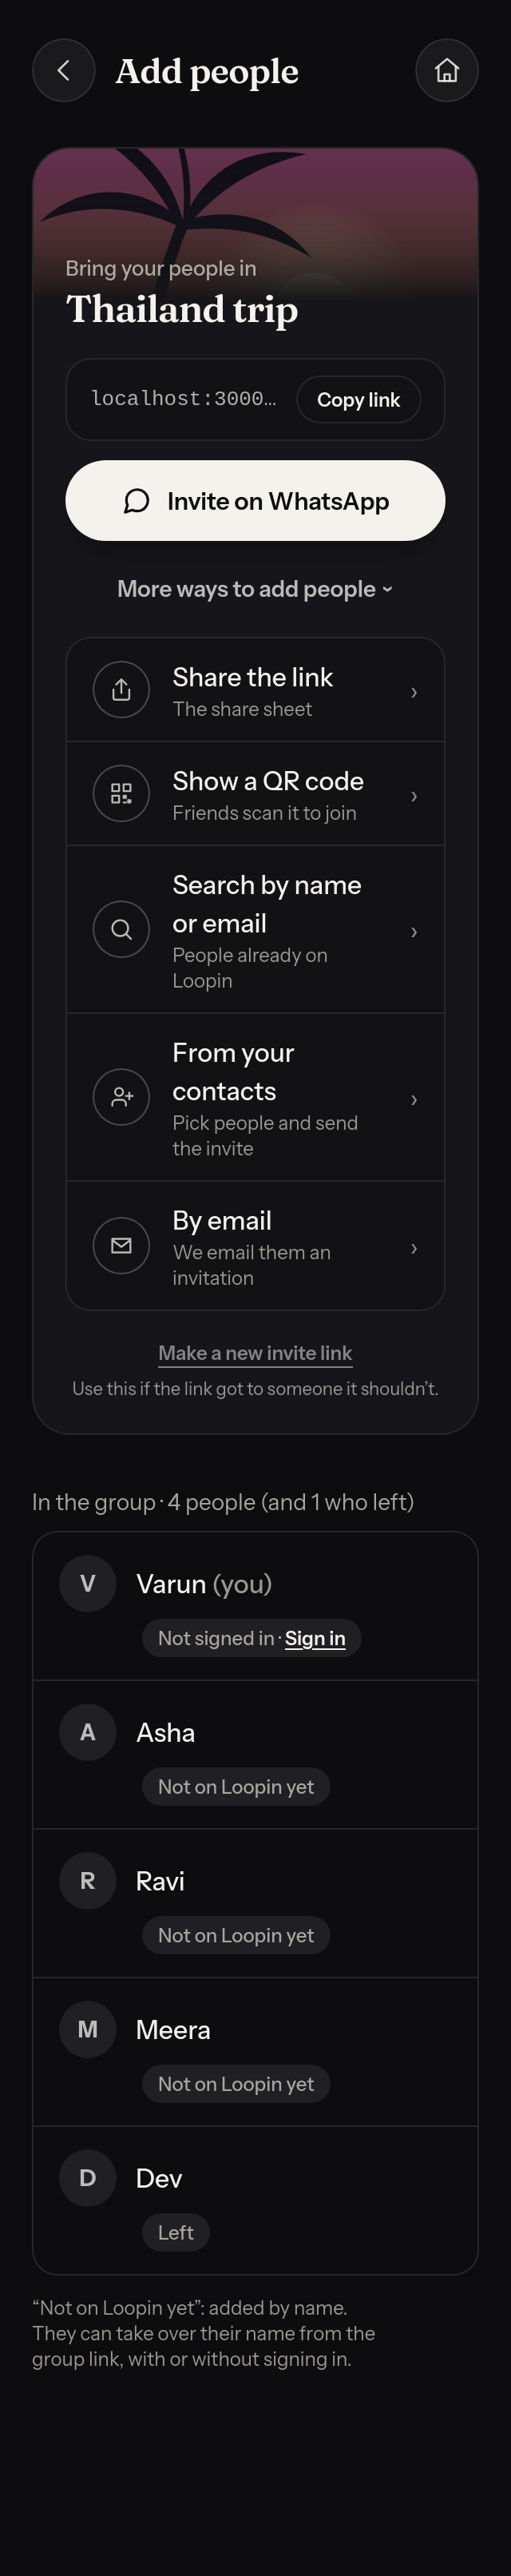 Add people
Bring your people in
Thailand trip
localhost:3000…
Copy link
Invite on WhatsApp
More ways to add people
Share the link
The share sheet
Show a QR code
Friends scan it to join
Search by name
or email
People already on
Loopin
From your
contacts
Pick people and send
the invite
By email
We email them an
invitation
Make a new invite link
Use this if the link got to someone it shouldn’t.
In the group · 4 people (and 1 who left)
V
Varun (you)
Not signed in · Sign in
A
Asha
Not on Loopin yet
R
Ravi
Not on Loopin yet
M
Meera
Not on Loopin yet
D
Dev
Left
“Not on Loopin yet”: added by name.
They can take over their name from the
group link, with or without signing in.